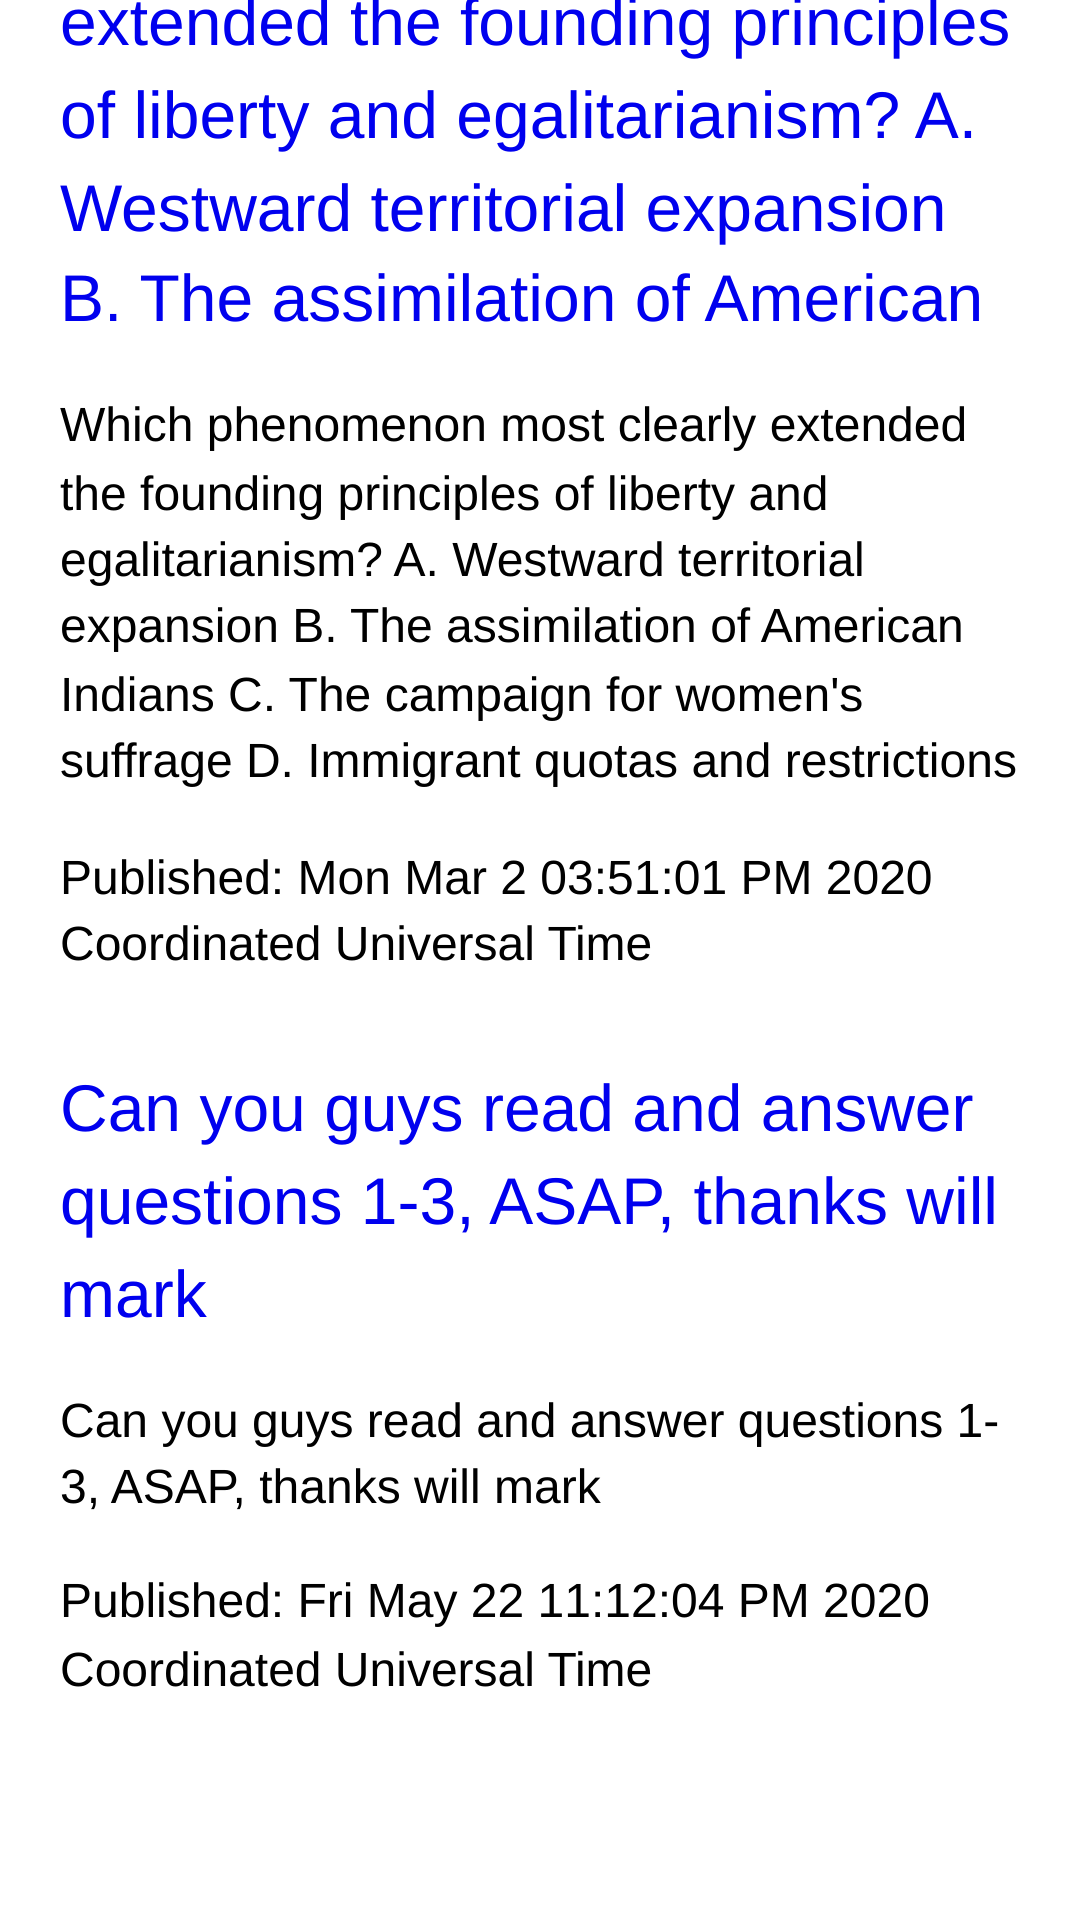 extended the founding principles
of liberty and egalitarianism? A.
Westward territorial expansion
B. The assimilation of American
Which phenomenon most clearly extended
the founding principles of liberty and
egalitarianism? A. Westward territorial
expansion B. The assimilation of American
Indians C. The campaign for women's
suffrage D. Immigrant quotas and restrictions
Published: Mon Mar 2 03:51:01 PM 2020
Coordinated Universal Time
Can you guys read and answer
questions 1-3, ASAP, thanks will
mark
Can you guys read and answer questions 1-
3, ASAP, thanks will mark
Published: Fri May 22 11:12:04 PM 2020
Coordinated Universal Time